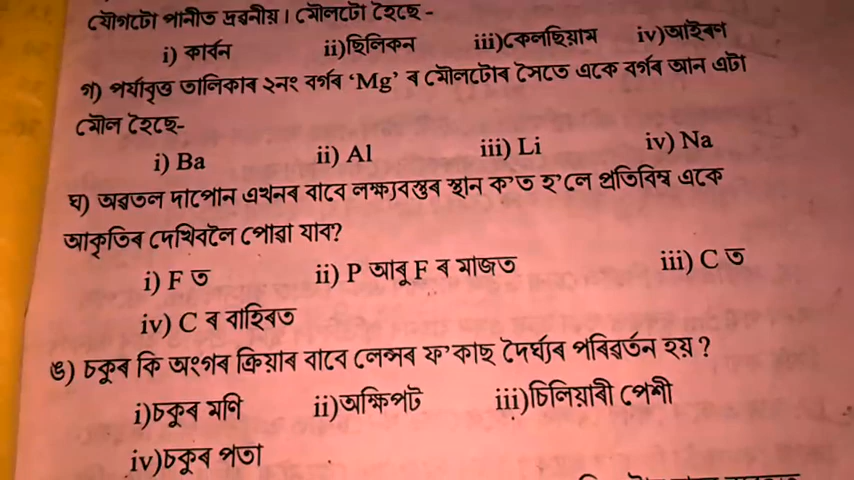 যৌগটো পানীত দ্ৰৱনীয়। মৌলটো হৈছে -
i) কাৰ্বন ii)ছিলিকন iii)কেলছিয়াম iv)আইৰণ
গ) পৰ্যাবৃত্ত তালিকাৰ ২নং বৰ্গৰ ‘Mg’ ৰ মৌলটোৰ সৈতে একে বৰ্গৰ আন এটা
মৌল হৈছে-
i) Ba ii) Al iii) Li iv) Na
ঘ) অৱতল দাপোন এখনৰ বাবে লক্ষ্যবস্তুৰ স্থান ক’ত হ’লে প্ৰতিবিম্ব একে
আকৃতিৰ দেখিবলৈ পোৱা যাব?
i) F ত ii) P আৰু F ৰ মাজত iii) C ত
iv) C ৰ বাহিৰত
ঙ) চকুৰ কি অংগৰ ক্ৰিয়াৰ বাবে লেন্সৰ ফ’কাছ দৈৰ্ঘ্যৰ পৰিৱৰ্তন হয় ?
i)চকুৰ মণি ii)অক্ষিপট iii)চিলিয়াৰী পেশী
iv)চকুৰ পতা